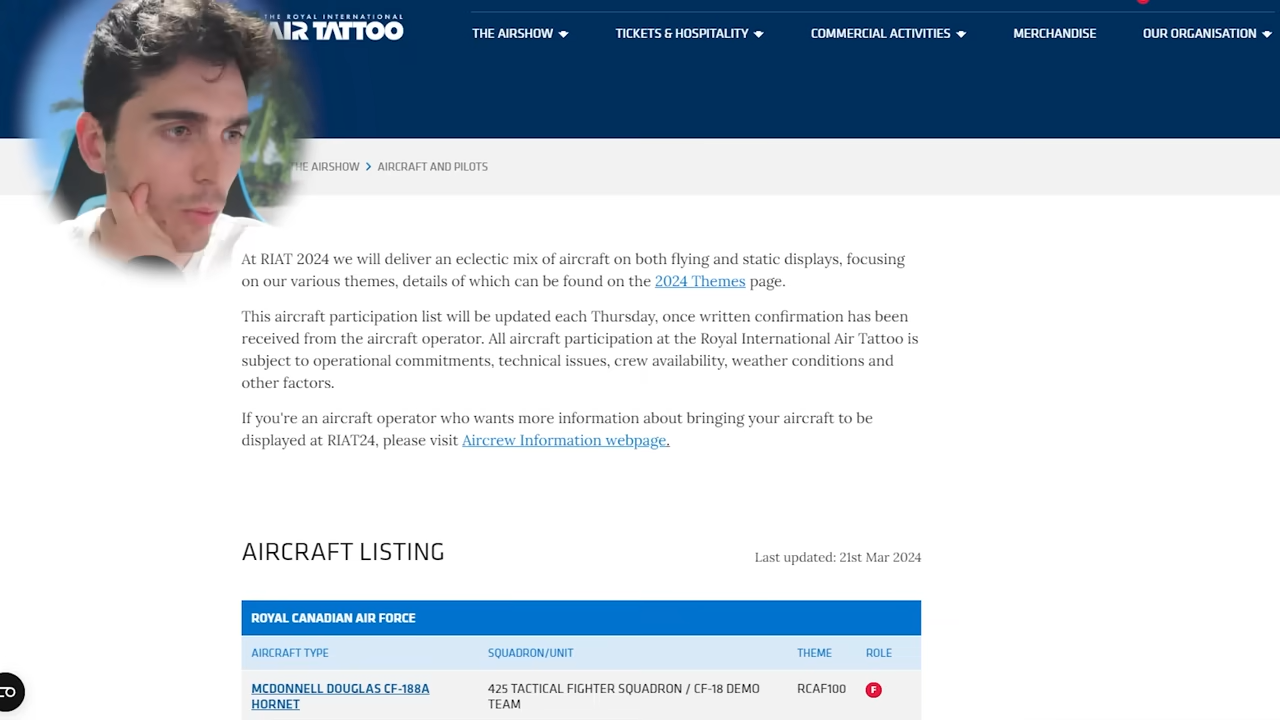 THE ROYAL INTERNATIONAL
AIR TATTOO
THE AIRSHOW
TICKETS & HOSPITALITY
COMMERCIAL ACTIVITIES
MERCHANDISE
OUR ORGANISATION
THE AIRSHOW > AIRCRAFT AND PILOTS
At RIAT 2024 we will deliver an eclectic mix of aircraft on both flying and static displays, focusing
on our various themes, details of which can be found on the 2024 Themes page.
This aircraft participation list will be updated each Thursday, once written confirmation has been
received from the aircraft operator. All aircraft participation at the Royal International Air Tattoo is
subject to operational commitments, technical issues, crew availability, weather conditions and
other factors.
If you're an aircraft operator who wants more information about bringing your aircraft to be
displayed at RIAT24, please visit Aircrew Information webpage.
AIRCRAFT LISTING
Last updated: 21st Mar 2024
ROYAL CANADIAN AIR FORCE
AIRCRAFT TYPE SQUADRON/UNIT THEME ROLE
MCDONNELL DOUGLAS CF-188A 425 TACTICAL FIGHTER SQUADRON / CF-18 DEMO RCAF100 F
HORNET TEAM